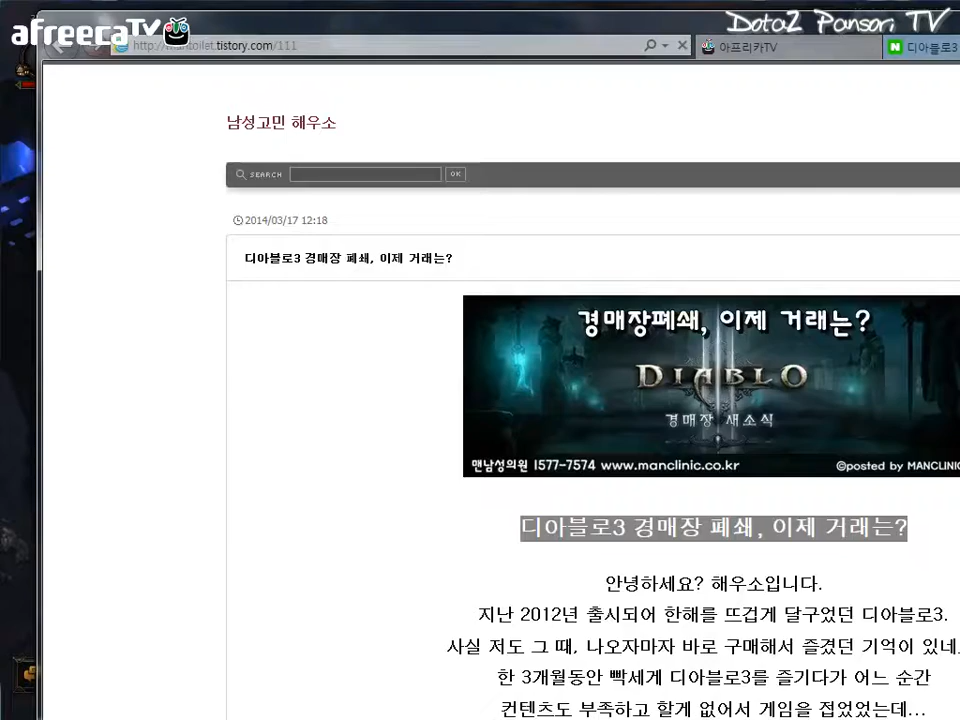 afreecaTV
Dota2 Pansori TV
tistory.com/111
아프리카TV
N 디아블로3
남성고민 해우소
SEARCH
OK
2014/03/17 12:18
디아블로3 경매장 폐쇄, 이제 거래는?
경매장폐쇄, 이제 거래는?
DIABLO
경매장 새소식
맨남성의원 1577-7574 www.manclinic.co.kr
©posted by MANCLINIC
디아블로3 경매장 폐쇄, 이제 거래는?
안녕하세요? 해우소입니다.
지난 2012년 출시되어 한해를 뜨겁게 달구었던 디아블로3.
사실 저도 그 때, 나오자마자 바로 구매해서 즐겼던 기억이 있네
한 3개월동안 빡세게 디아블로3를 즐기다가 어느 순간
컨텐츠도 부족하고 할게 없어서 게임을 접었었는데...